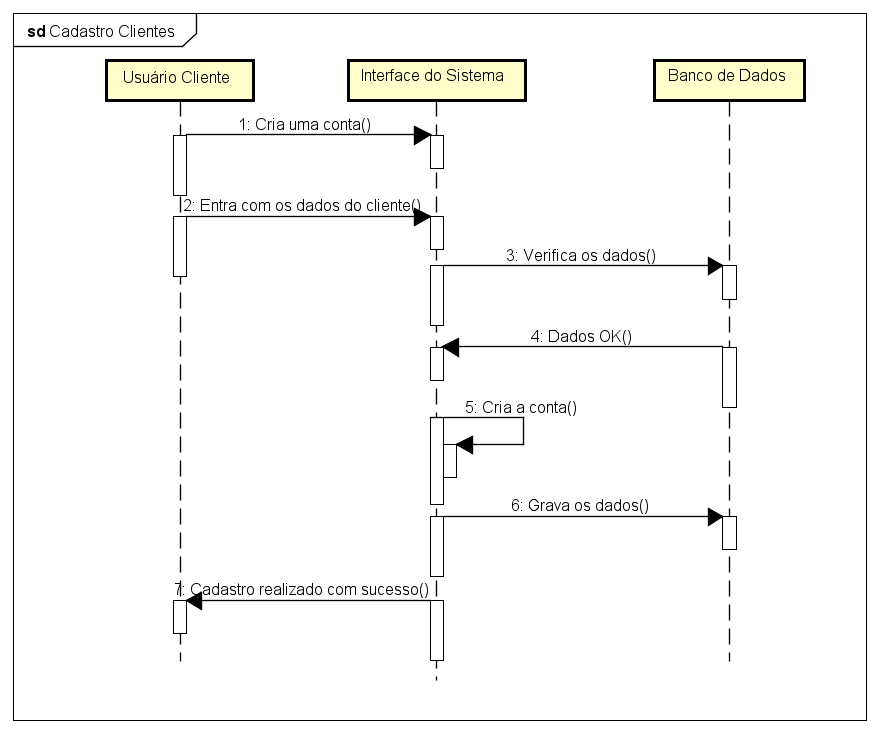 sd Cadastro Clientes
Usuário Cliente
Interface do Sistema
Banco de Dados
1: Cria uma conta()
2: Entra com os dados do cliente()
3: Verifica os dados()
4: Dados OK()
5: Cria a conta()
6: Grava os dados()
7: Cadastro realizado com sucesso()